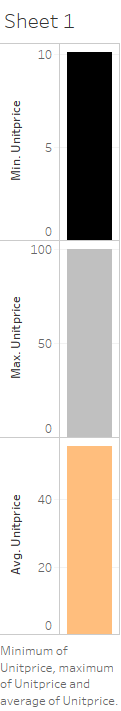 Sheet 1
10
Min. Unitprice
5
0
100
Max. Unitprice
50
0
40
Avg. Unitprice
20
0
Minimum of
Unitprice, maximum
of Unitprice and
average of Unitprice.